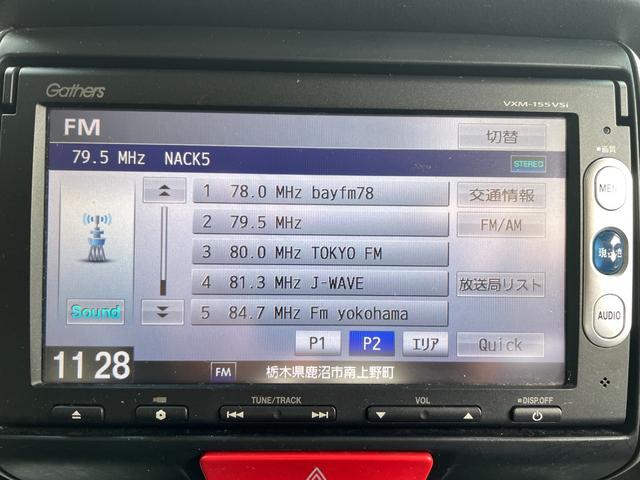 Gathers
VXM-155VSi
FM
切替
画質
79.5 MHz NACK5
STEREO
MEN
1 78.0 MHz bayfm78
交通情報
2 79.5 MHz
FM/AM
3 80.0 MHz TOKYO FM
現在地
4 81.3 MHz J-WAVE
放送局リスト
Sound
5 84.7 MHz Fm yokohama
AUDIO
P1
P2
エリア
Quick
11 28
FM
栃木県鹿沼市南上野町
TUNE/TRACK
VOL
DISP.OFF